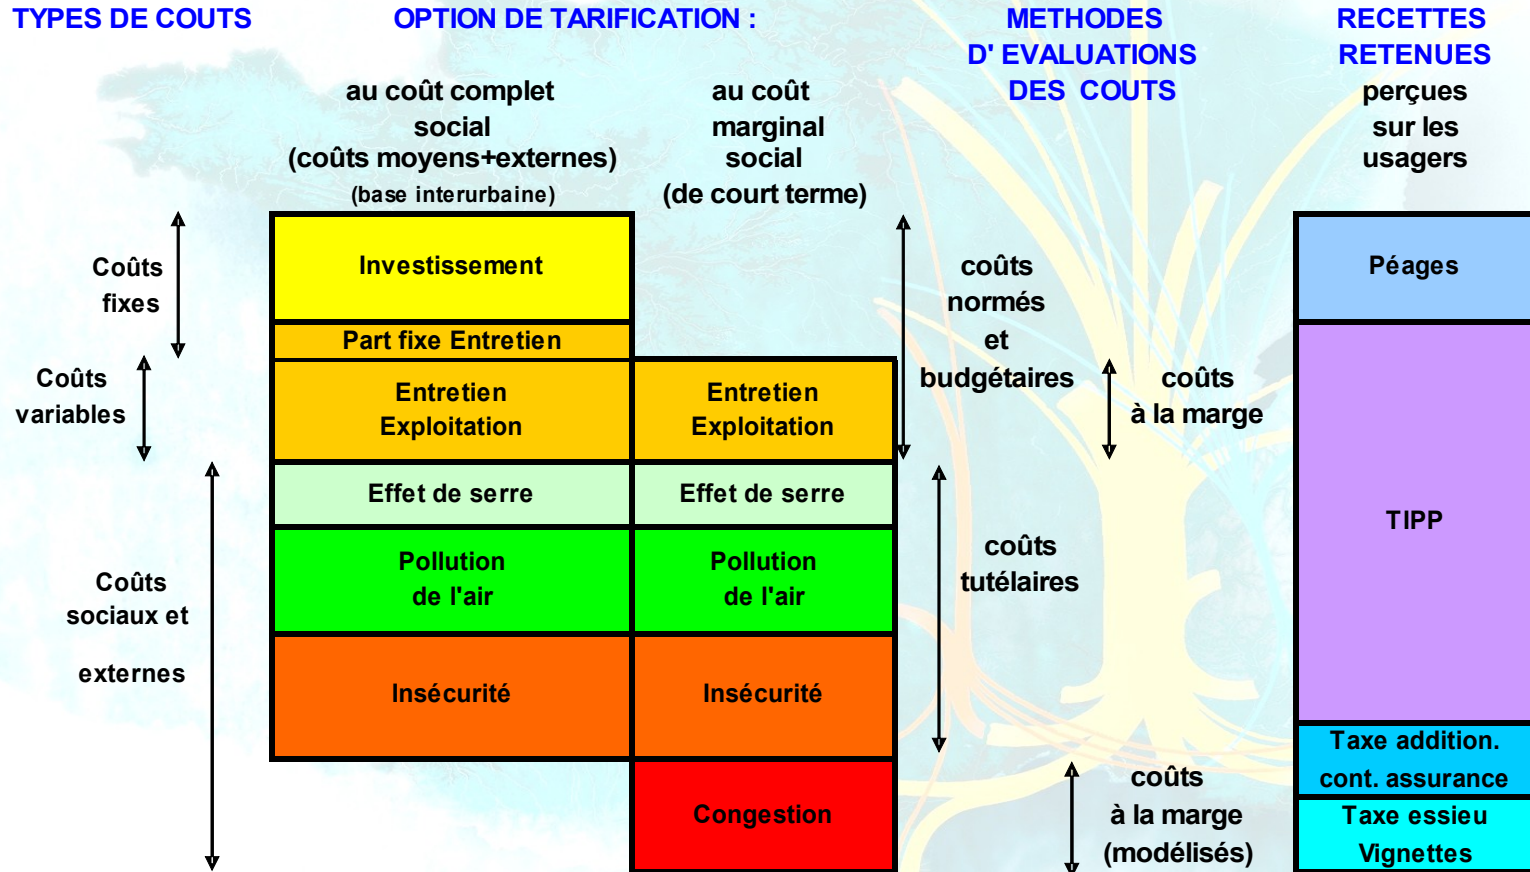 TYPES DE COUTS
OPTION DE TARIFICATION :
METHODES
D' EVALUATIONS
DES COUTS
RECETTES
RETENUES
au coût complet
social
(coûts moyens+externes)
(base interurbaine)
au coût
marginal
social
(de court terme)
perçues
sur les
usagers
Coûts
fixes
Investissement
Part fixe Entretien
coûts
normés
et
budgétaires
Péages
Coûts
variables
Entretien
Exploitation
Entretien
Exploitation
coûts
à la marge
Effet de serre
Effet de serre
TIPP
Coûts
sociaux et
externes
Pollution
de l'air
Pollution
de l'air
coûts
tutélaires
Insécurité
Insécurité
Taxe addition.
cont. assurance
Congestion
coûts
à la marge
(modélisés)
Taxe essieu
Vignettes